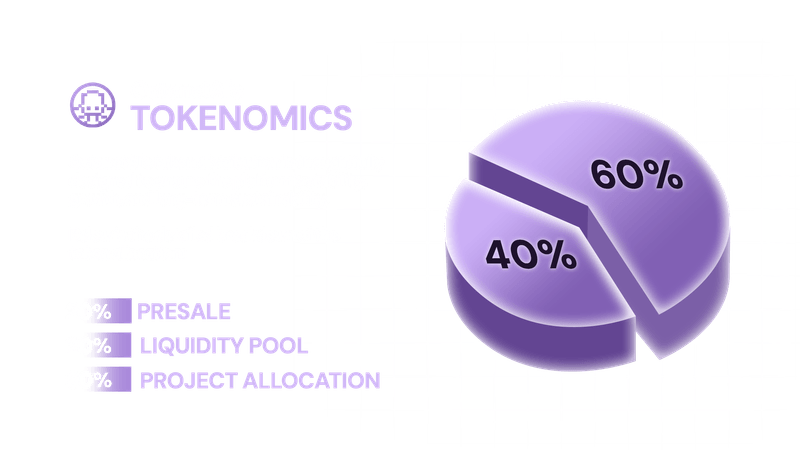 TOKENOMICS
60%
40%
% PRESALE
% LIQUIDITY POOL
% PROJECT ALLOCATION